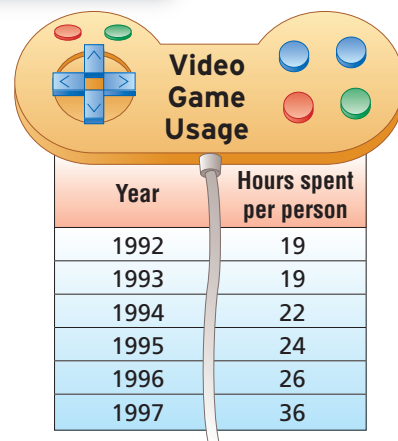 Video
Game
Usage
Year Hours spent
per person
1992 19
1993 19
1994 22
1995 24
1996 26
1997 36